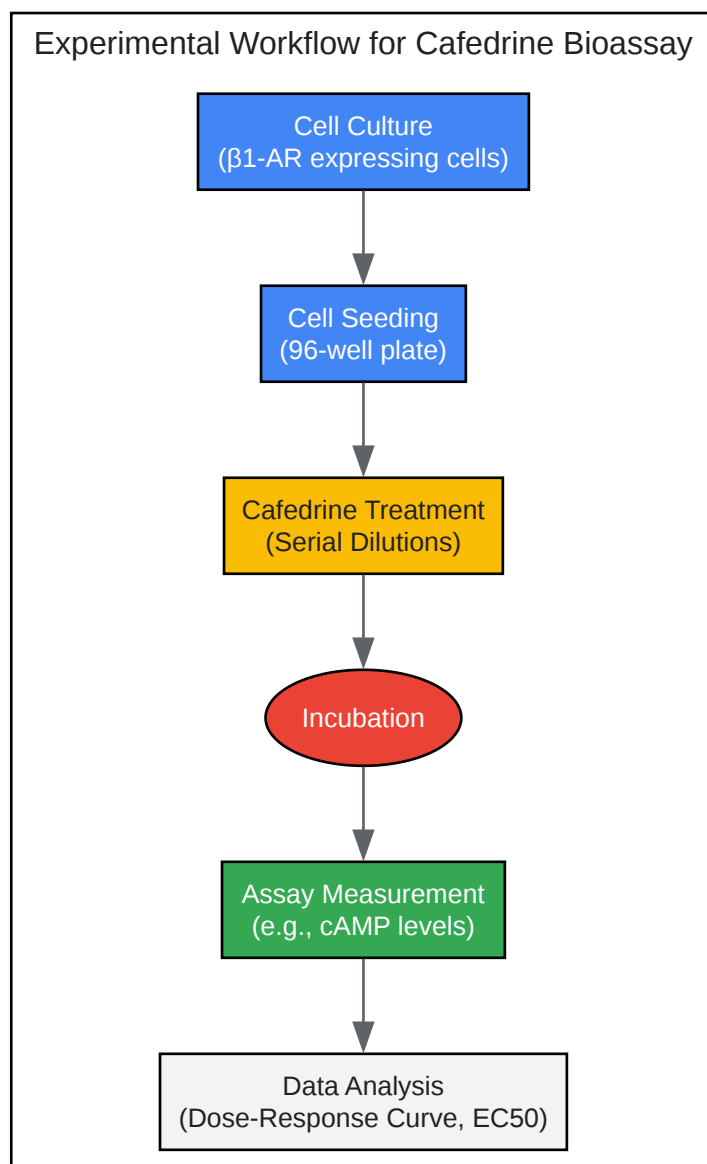 Experimental Workflow for Cafedrine Bioassay
Cell Culture
(β1-AR expressing cells)
Cell Seeding
(96-well plate)
Cafedrine Treatment
(Serial Dilutions)
Incubation
Assay Measurement
(e.g., cAMP levels)
Data Analysis
(Dose-Response Curve, EC50)